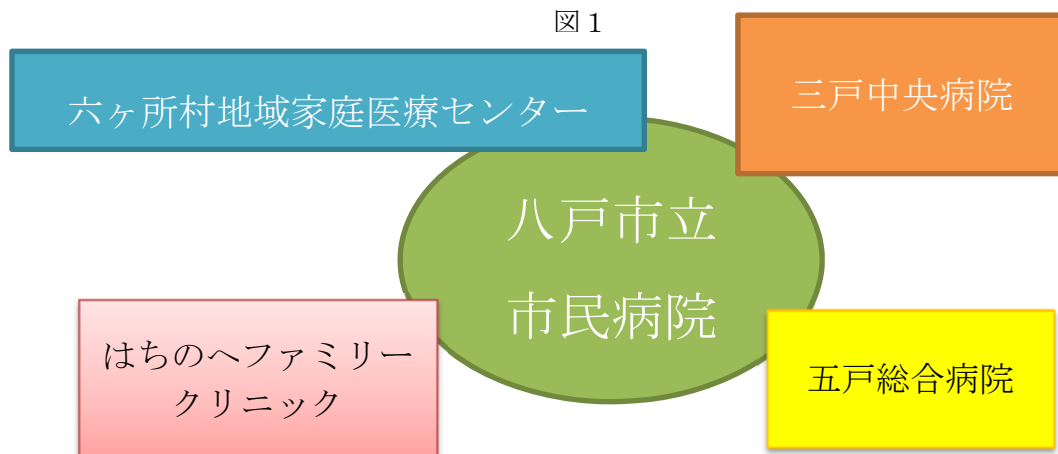 図1
六ヶ所村地域家庭医療センター
三戸中央病院
八戸市立
市民病院
はちのへファミリー
クリニック
五戸総合病院